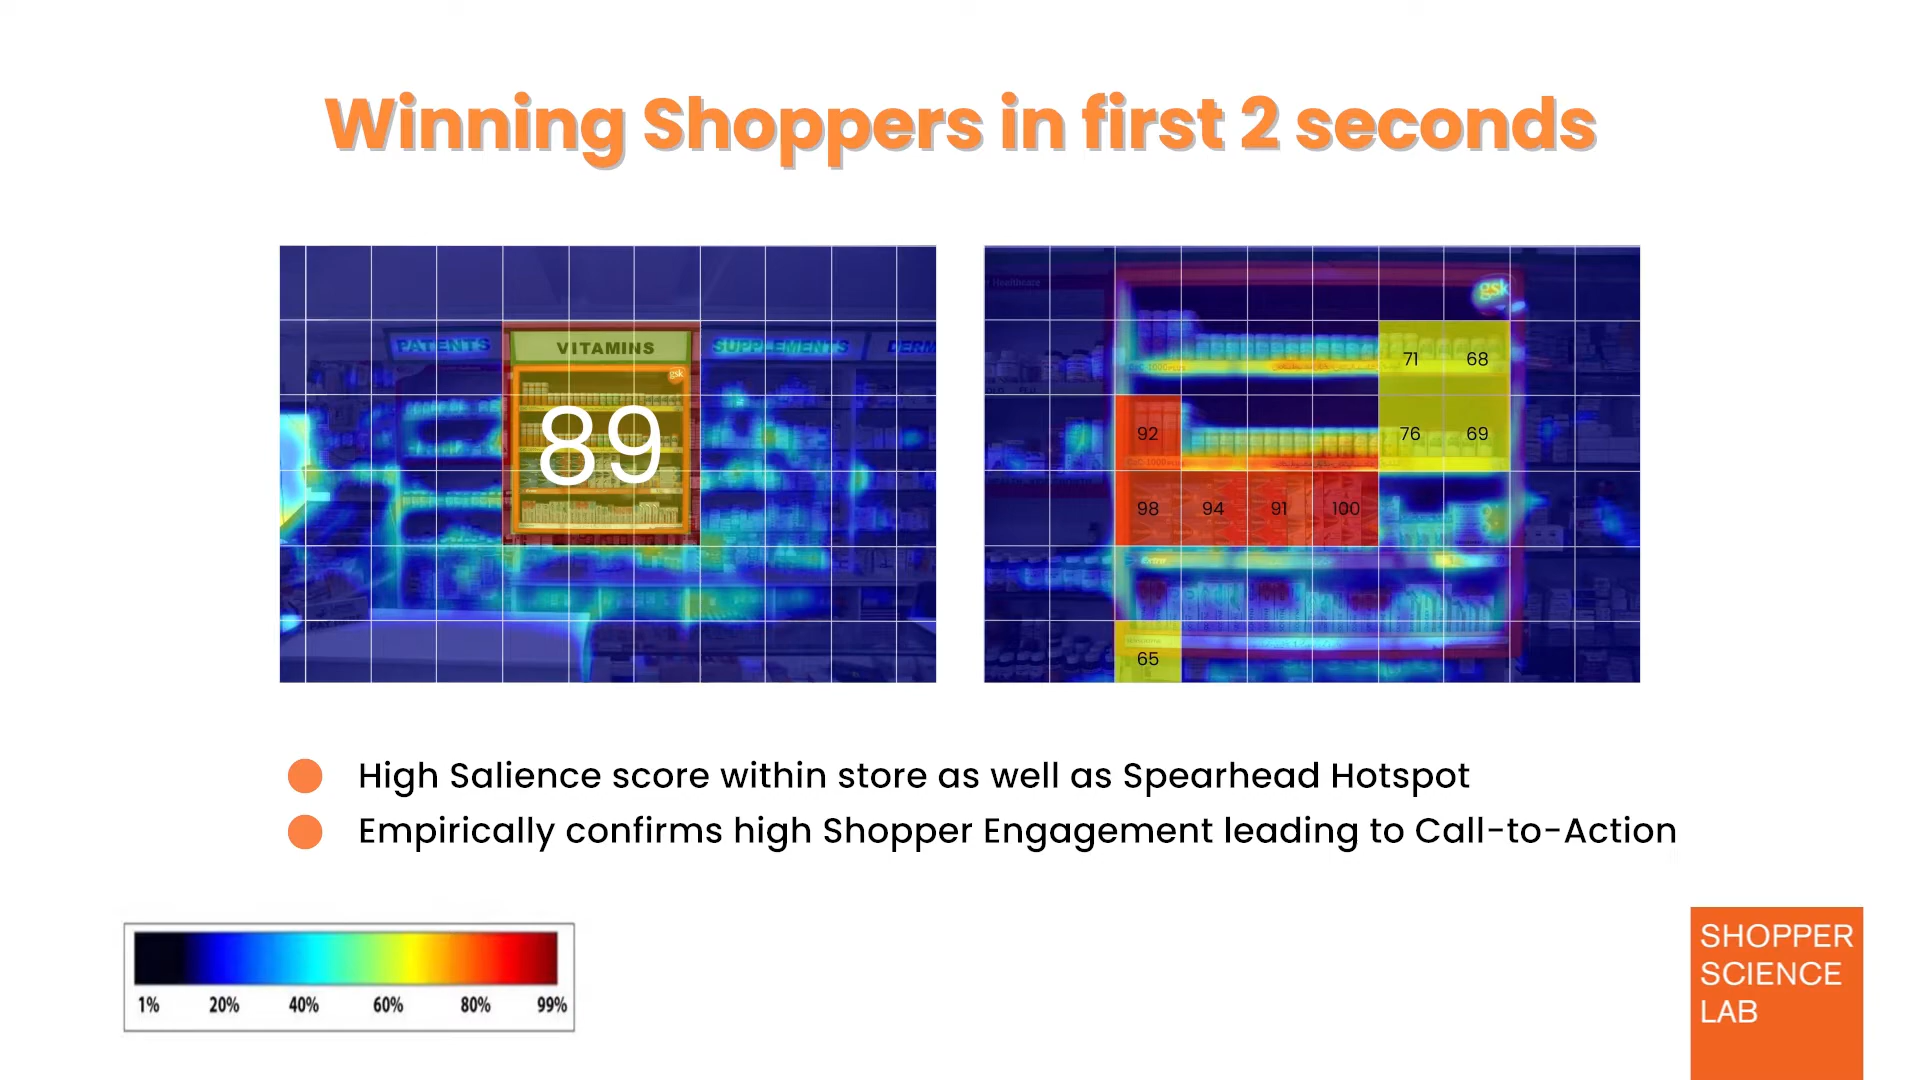 Winning Shoppers in first 2 seconds
PATENTS
VITAMINS
SUPPLEMENTS
DERM
gsk
89
Healthcare
gsk
71 68
92 76 69
98 94 91 100
65
High Salience score within store as well as Spearhead Hotspot
Empirically confirms high Shopper Engagement leading to Call-to-Action
1% 20% 40% 60% 80% 99%
SHOPPER
SCIENCE
LAB